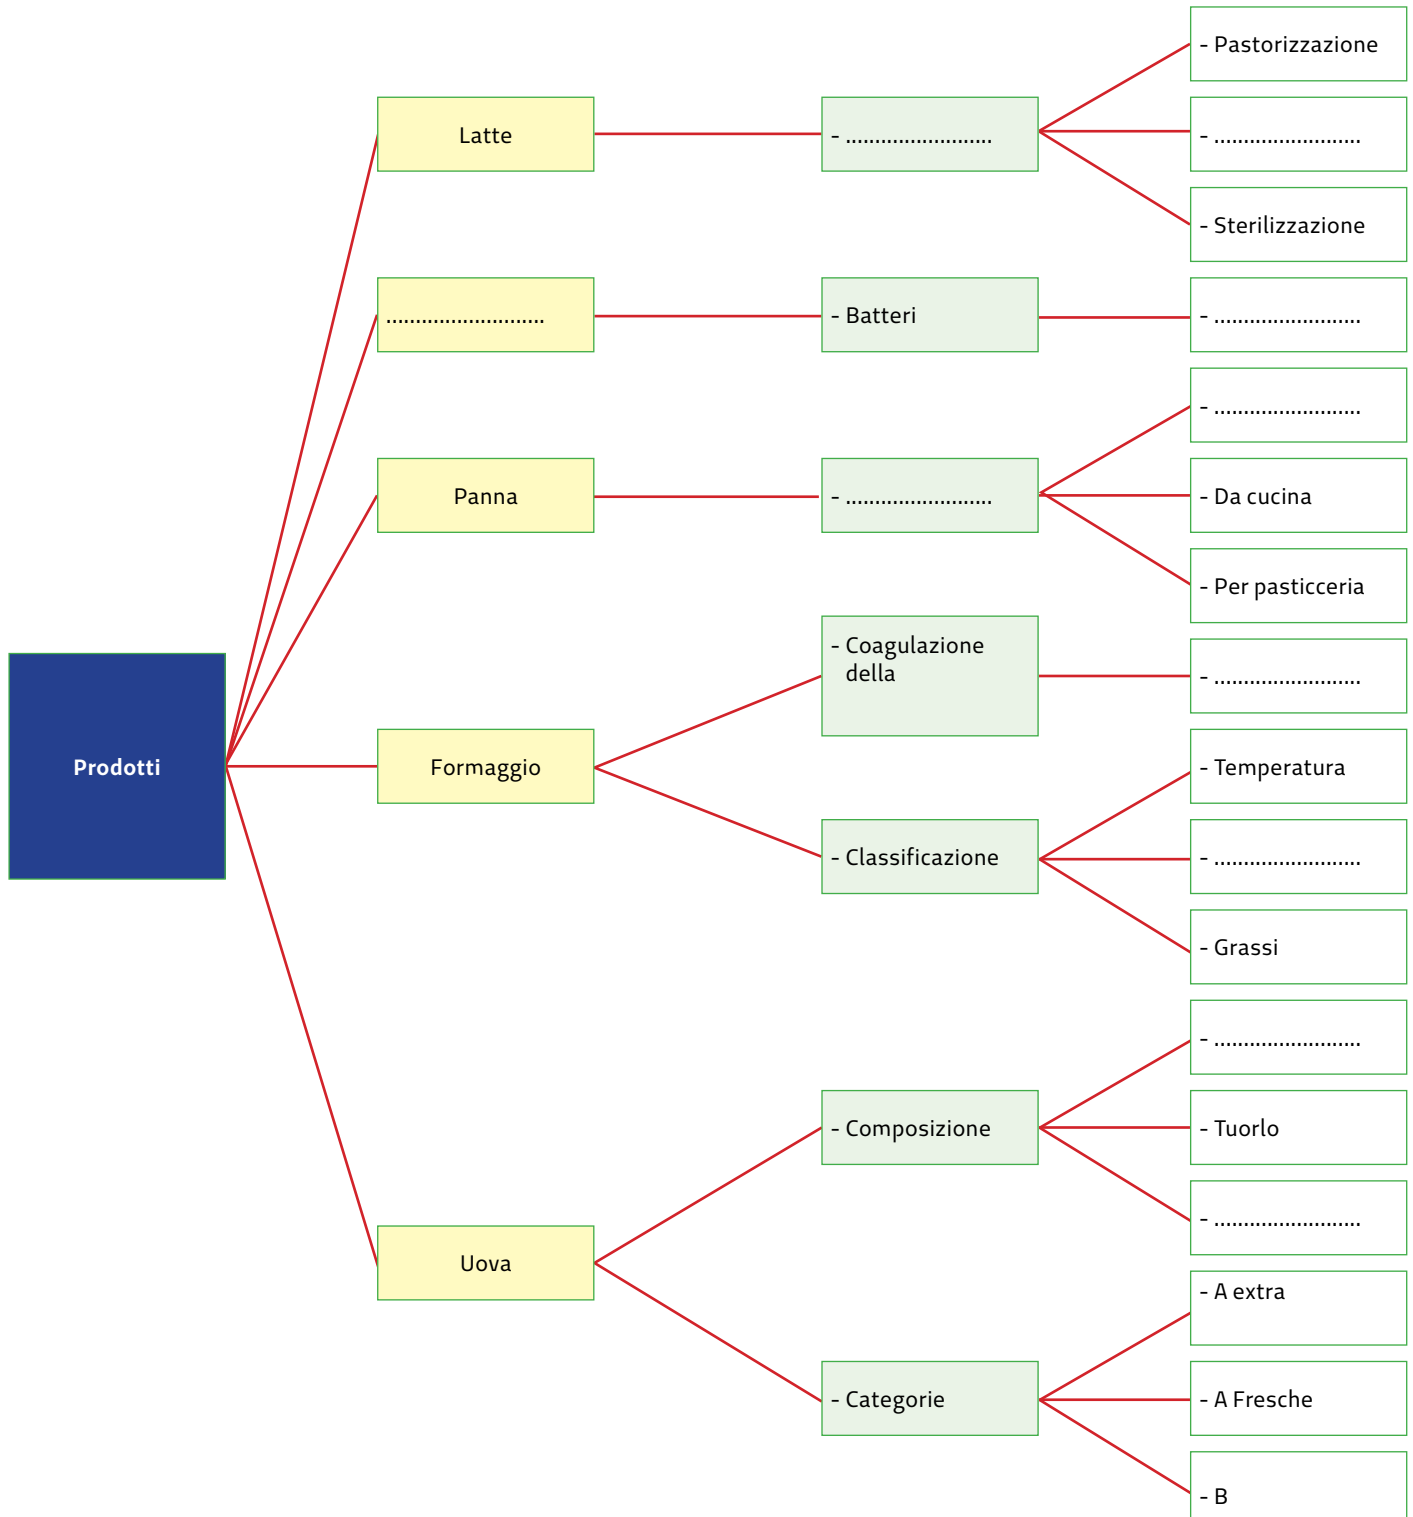 Prodotti
Latte
- .........................
- Pastorizzazione
- .........................
- Sterilizzazione
...........................
- Batteri
- .........................
Panna
- .........................
- .........................
- Da cucina
- Per pasticceria
Formaggio
- Coagulazione
della
- .........................
- Classificazione
- Temperatura
- .........................
- Grassi
Uova
- Composizione
- .........................
- Tuorlo
- .........................
- Categorie
- A extra
- A Fresche
- B